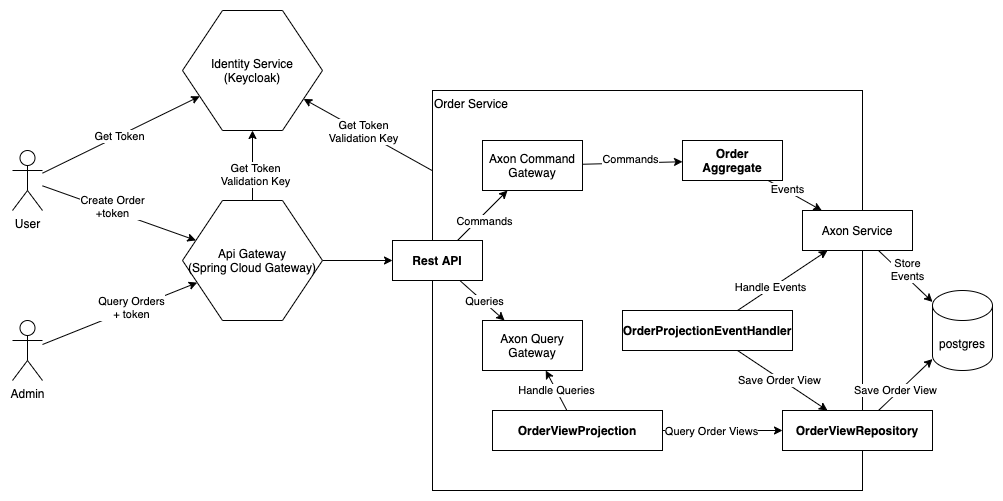 Identity Service
(Keycloak)
Order Service
Get Token
Get Token
Validation Key
Get Token
Validation Key
User
Create Order
+token
Api Gateway
(Spring Cloud Gateway)
Query Orders
+ token
Admin
Rest API
Commands
Axon Command
Gateway
Commands
Order
Aggregate
Events
Axon Service
Store
Events
Handle Events
postgres
Queries
Axon Query
Gateway
OrderProjectionEventHandler
Handle Queries
Save Order View
Save Order View
OrderViewProjection
Query Order Views
OrderViewRepository